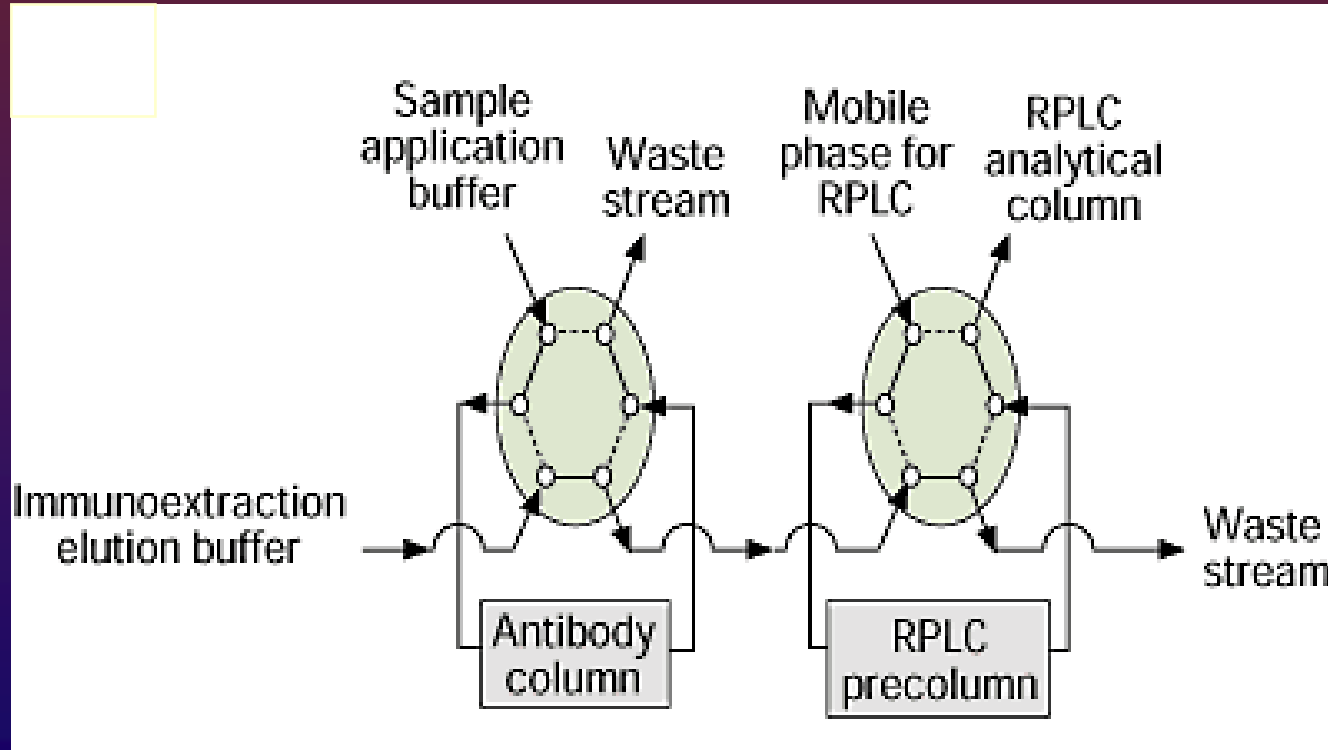 Sample
application
buffer
Waste
stream
Mobile
phase for
RPLC
RPLC
analytical
column
Immunoextraction
elution buffer
Waste
stream
Antibody
column
RPLC
precolumn